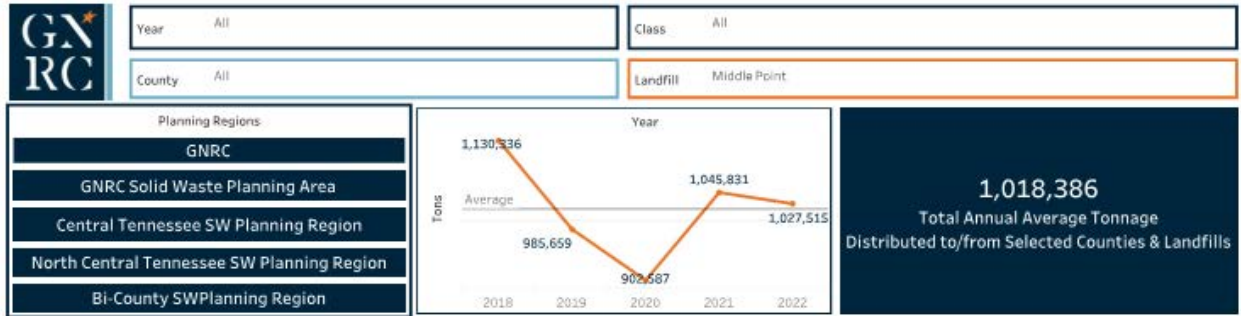 GN
RC
Year All
Class All
County All
Landfill Middle Point
Planning Regions
GNRC
GNRC Solid Waste Planning Area
Central Tennessee SW Planning Region
North Central Tennessee SW Planning Region
Bi-County SWPlanning Region
Year
Tons
1,130,336
Average
985,659
902,587
1,045,831
1,027,515
2018 2019 2020 2021 2022
1,018,386
Total Annual Average Tonnage
Distributed to/from Selected Counties & Landfills